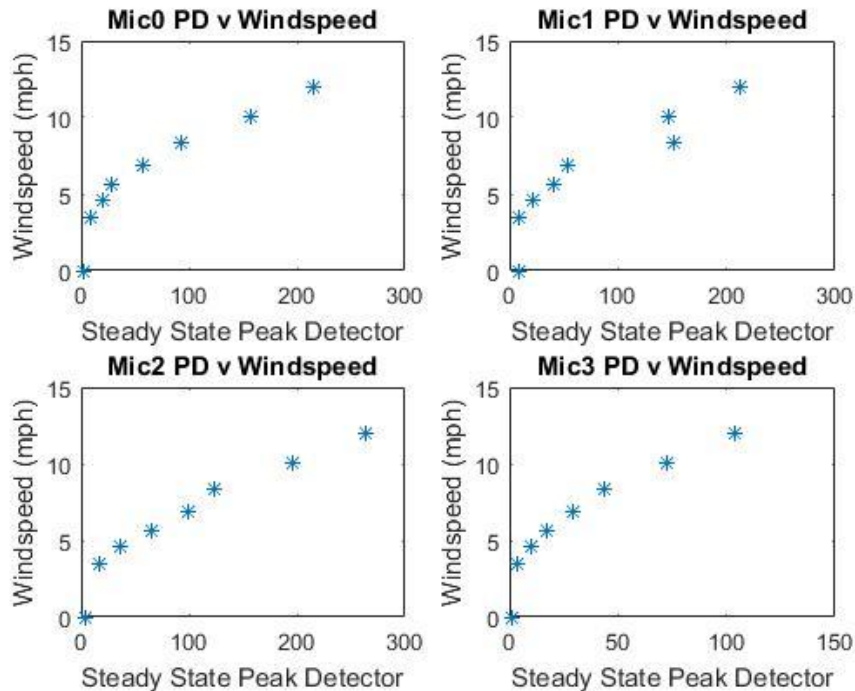 Mic0 PD v Windspeed
Windspeed (mph)
15
10
5
0
0 100 200 300
Steady State Peak Detector
Mic1 PD v Windspeed
Windspeed (mph)
15
10
5
0
0 100 200 300
Steady State Peak Detector
Mic2 PD v Windspeed
Windspeed (mph)
15
10
5
0
0 100 200 300
Steady State Peak Detector
Mic3 PD v Windspeed
Windspeed (mph)
15
10
5
0
0 50 100 150
Steady State Peak Detector